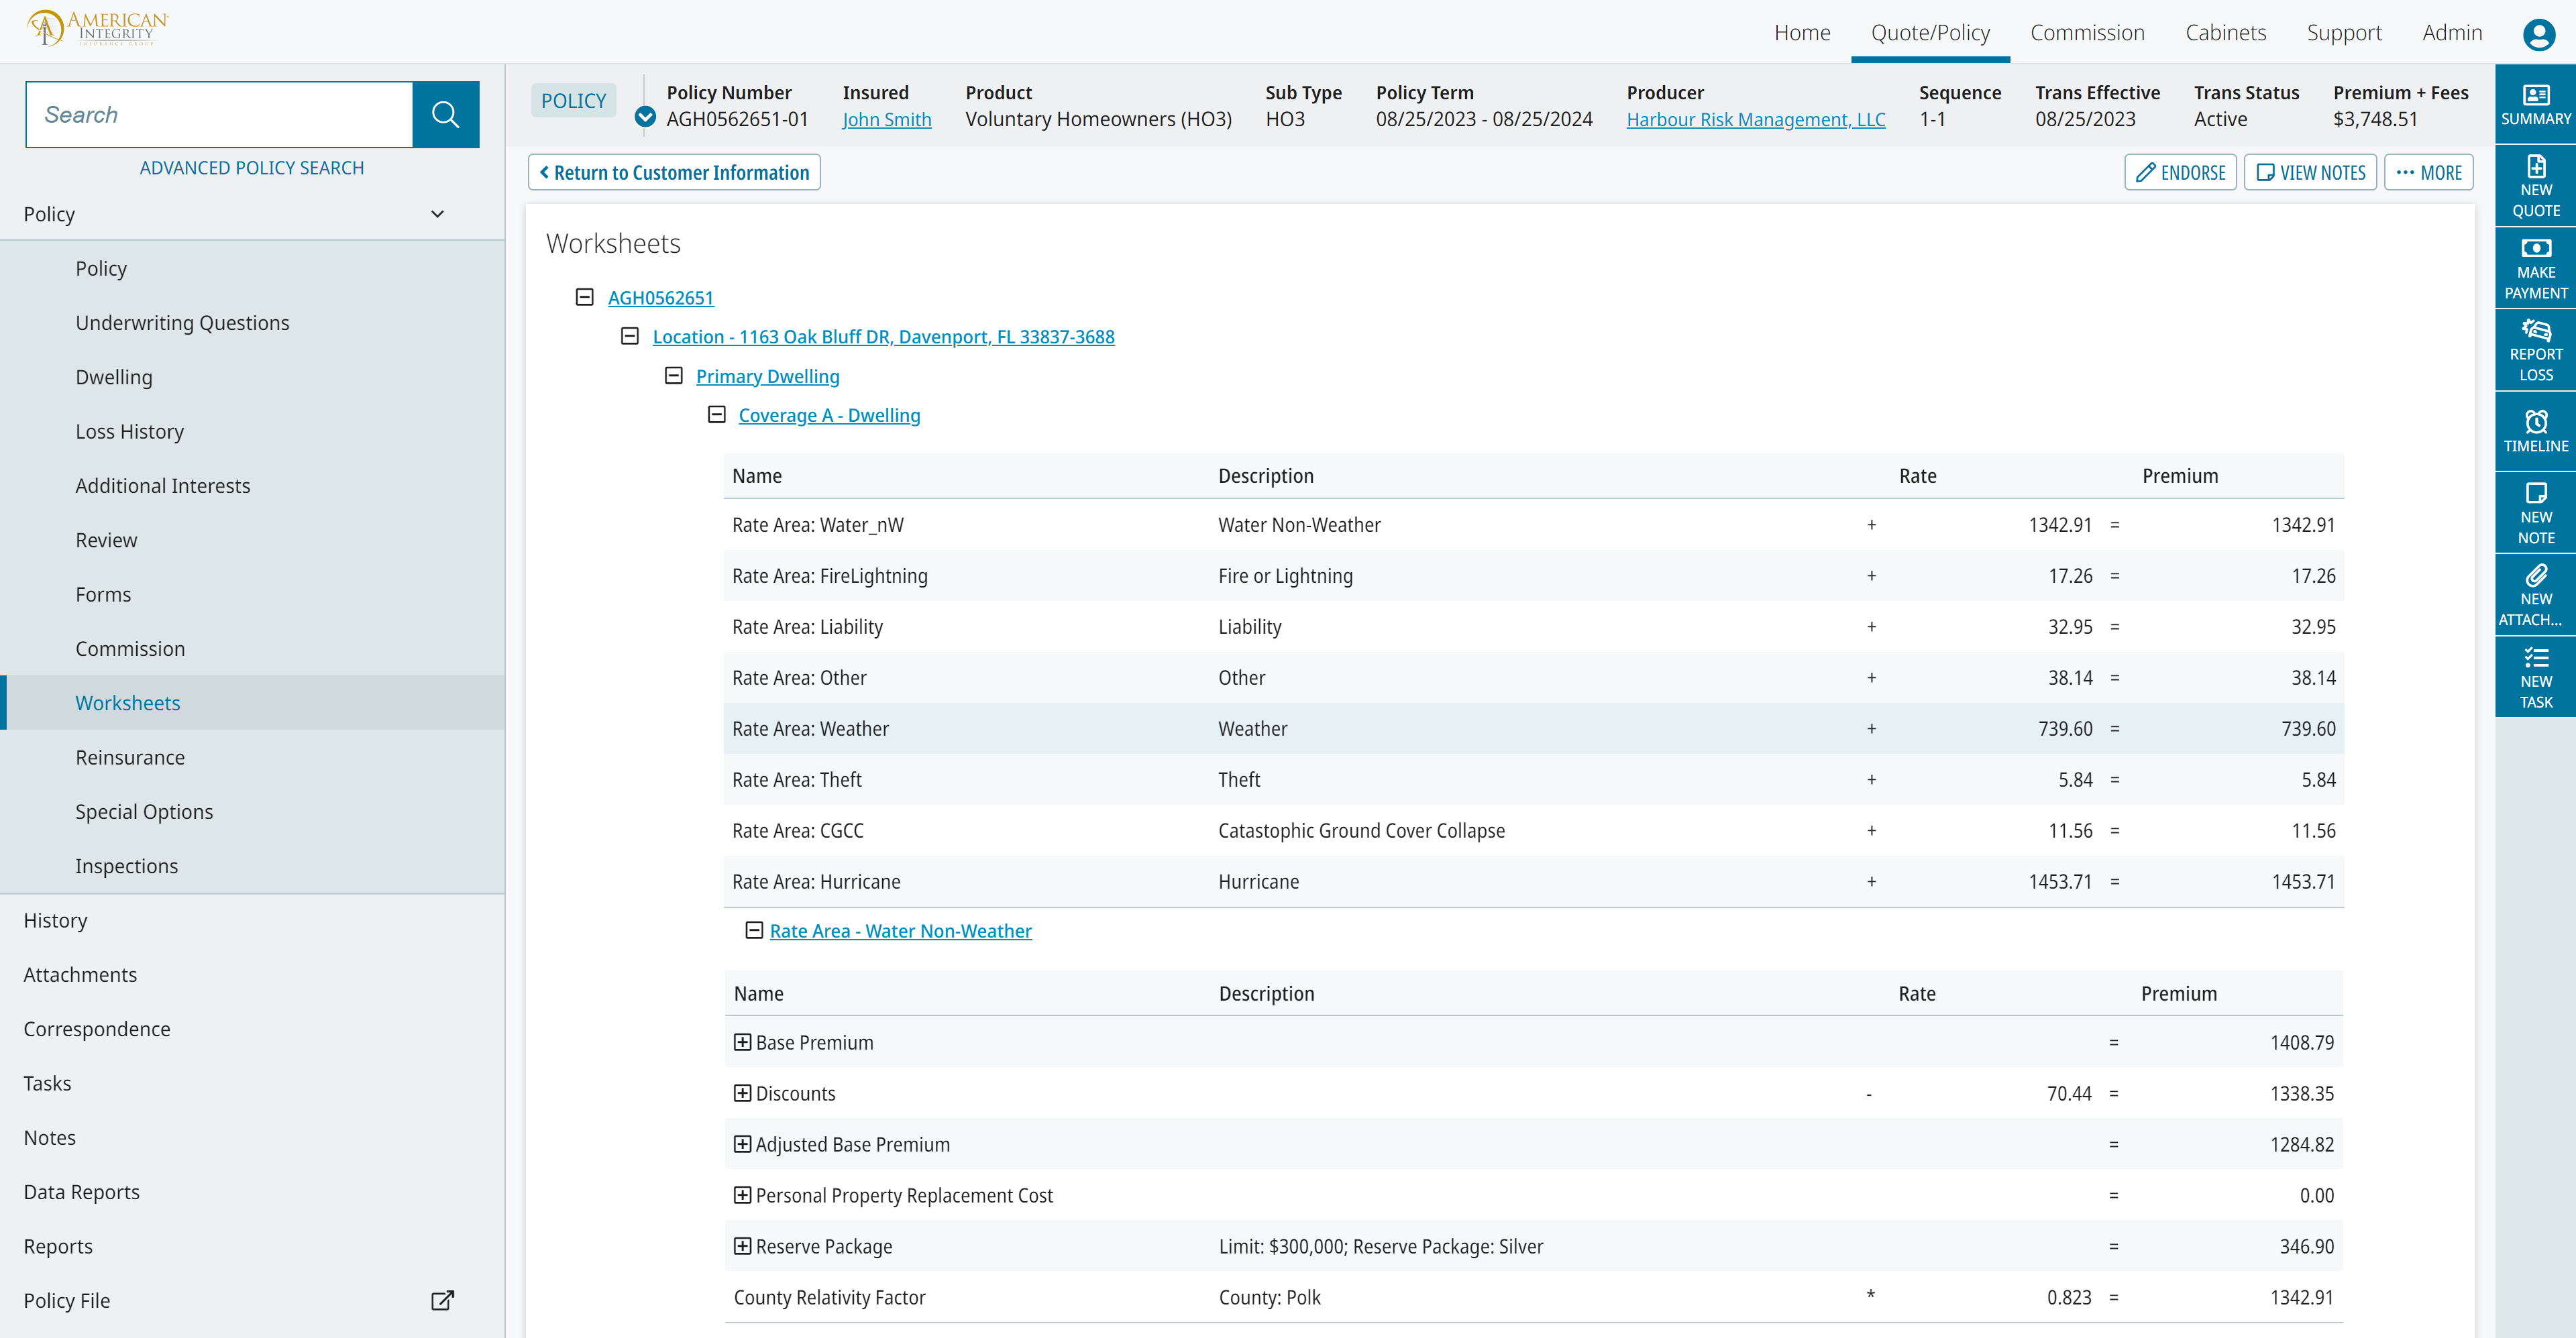 AMERICAN
INTEGRITY
INSURANCE GROUP
Home Quote/Policy Commission Cabinets Support Admin
Search
ADVANCED POLICY SEARCH
Policy
Policy
Underwriting Questions
Dwelling
Loss History
Additional Interests
Review
Forms
Commission
Worksheets
Reinsurance
Special Options
Inspections
History
Attachments
Correspondence
Tasks
Notes
Data Reports
Reports
Policy File
POLICY
Policy Number Insured Product Sub Type Policy Term Producer Sequence Trans Effective Trans Status Premium + Fees
AGH0562651-01 John Smith Voluntary Homeowners (HO3) HO3 08/25/2023 - 08/25/2024 Harbour Risk Management, LLC 1-1 08/25/2023 Active $3,748.51
Return to Customer Information
ENDORSE VIEW NOTES ··· MORE
Worksheets
AGH0562651
Location - 1163 Oak Bluff DR, Davenport, FL 33837-3688
Primary Dwelling
Coverage A - Dwelling
Name Description Rate Premium
Rate Area: Water_nW Water Non-Weather + 1342.91 = 1342.91
Rate Area: FireLightning Fire or Lightning + 17.26 = 17.26
Rate Area: Liability Liability + 32.95 = 32.95
Rate Area: Other Other + 38.14 = 38.14
Rate Area: Weather Weather + 739.60 = 739.60
Rate Area: Theft Theft + 5.84 = 5.84
Rate Area: CGCC Catastophic Ground Cover Collapse + 11.56 = 11.56
Rate Area: Hurricane Hurricane + 1453.71 = 1453.71
Rate Area - Water Non-Weather
Name Description Rate Premium
Base Premium = 1408.79
Discounts - 70.44 = 1338.35
Adjusted Base Premium = 1284.82
Personal Property Replacement Cost = 0.00
Reserve Package Limit: $300,000; Reserve Package: Silver = 346.90
County Relativity Factor County: Polk * 0.823 = 1342.91
SUMMARY
NEW
QUOTE
MAKE
PAYMENT
REPORT
LOSS
TIMELINE
NEW
NOTE
NEW
ATTACH...
NEW
TASK